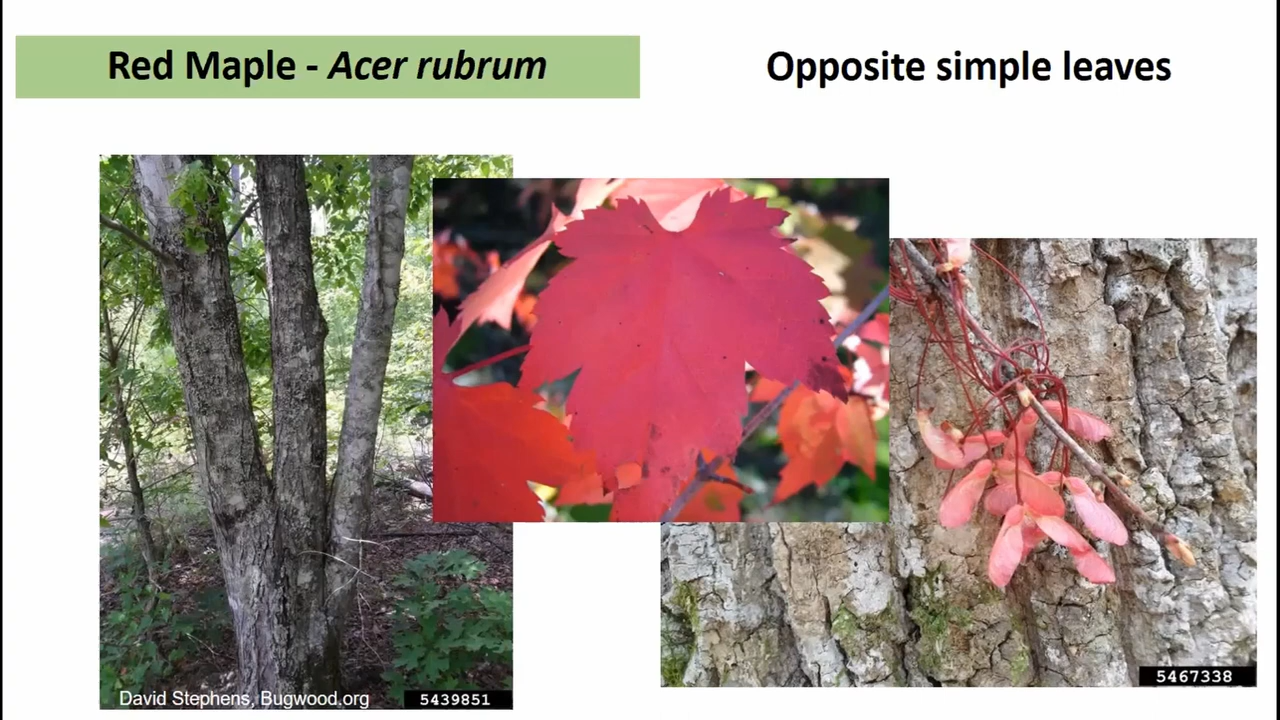 Red Maple - Acer rubrum
Opposite simple leaves
David Stephens, Bugwood.org
5439851
5467338